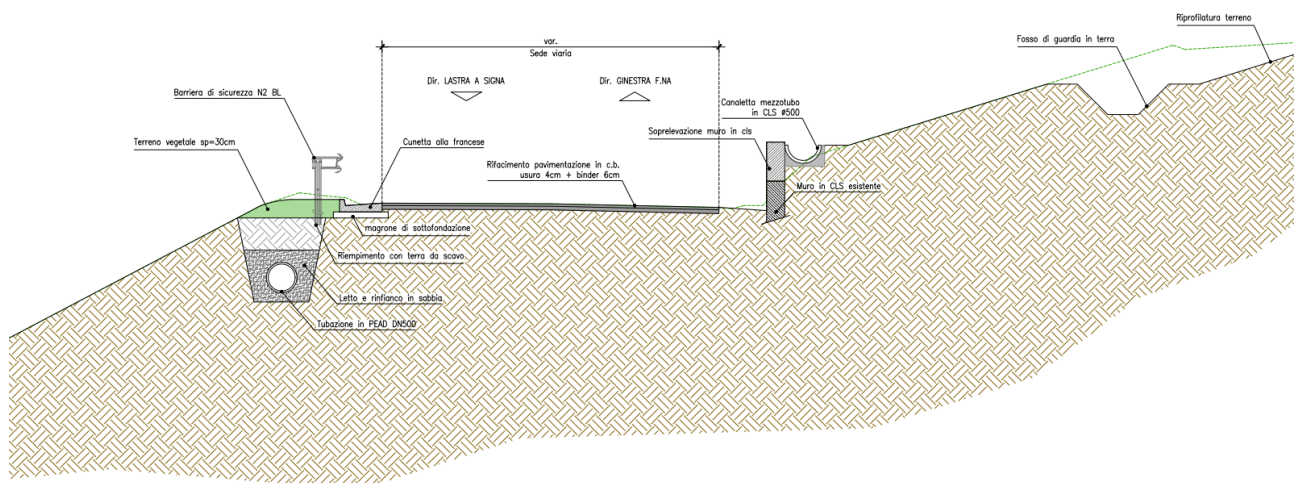 Riprofilatura terreno
Fosso di guardia in terra
var.
Sede viaria
Dir. LASTRA A SIGNA
Dir. GINESTRA F.NA
Barriera di sicurezza N2 BL
Canaletta mezzotubo
in CLS ø500
Soprelevazione muro in cls
Terreno vegetale sp=30cm
Cunetta alla francese
Rifacimento pavimentazione in c.b.
usura 4cm + binder 6cm
Muro in CLS esistente
magrone di sottofondazione
Riempimento con terra da scavo
Letto e rinfianco in sabbia
Tubazione in PEAD DN500